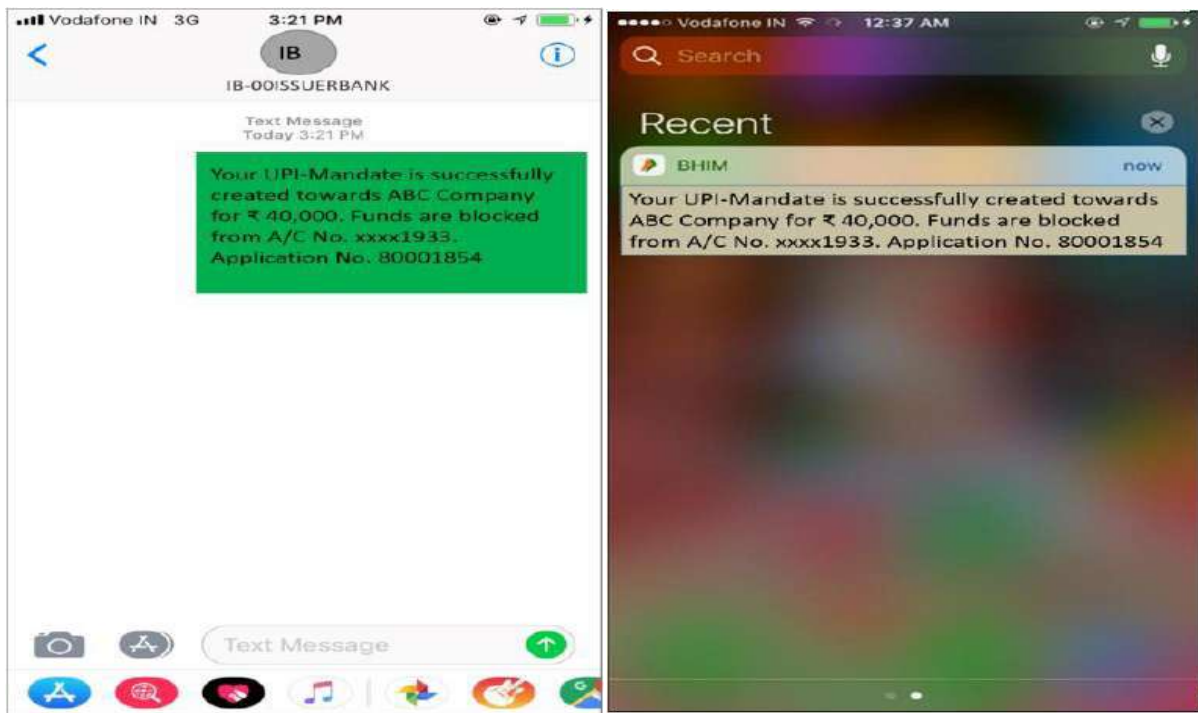 Vodafone IN 3G 3:21 PM
IB
IB-00ISSUERBANK
Text Message
Today 3:21 PM
Your UPI-Mandate is successfully
created towards ABC Company
for ₹ 40,000. Funds are blocked
from A/C No. xxxx1933.
Application No. 80001854
Text Message
Vodafone IN 12:37 AM
Search
Recent
BHIM now
Your UPI-Mandate is successfully created towards
ABC Company for ₹ 40,000. Funds are blocked
from A/C No. xxxx1933. Application No. 80001854